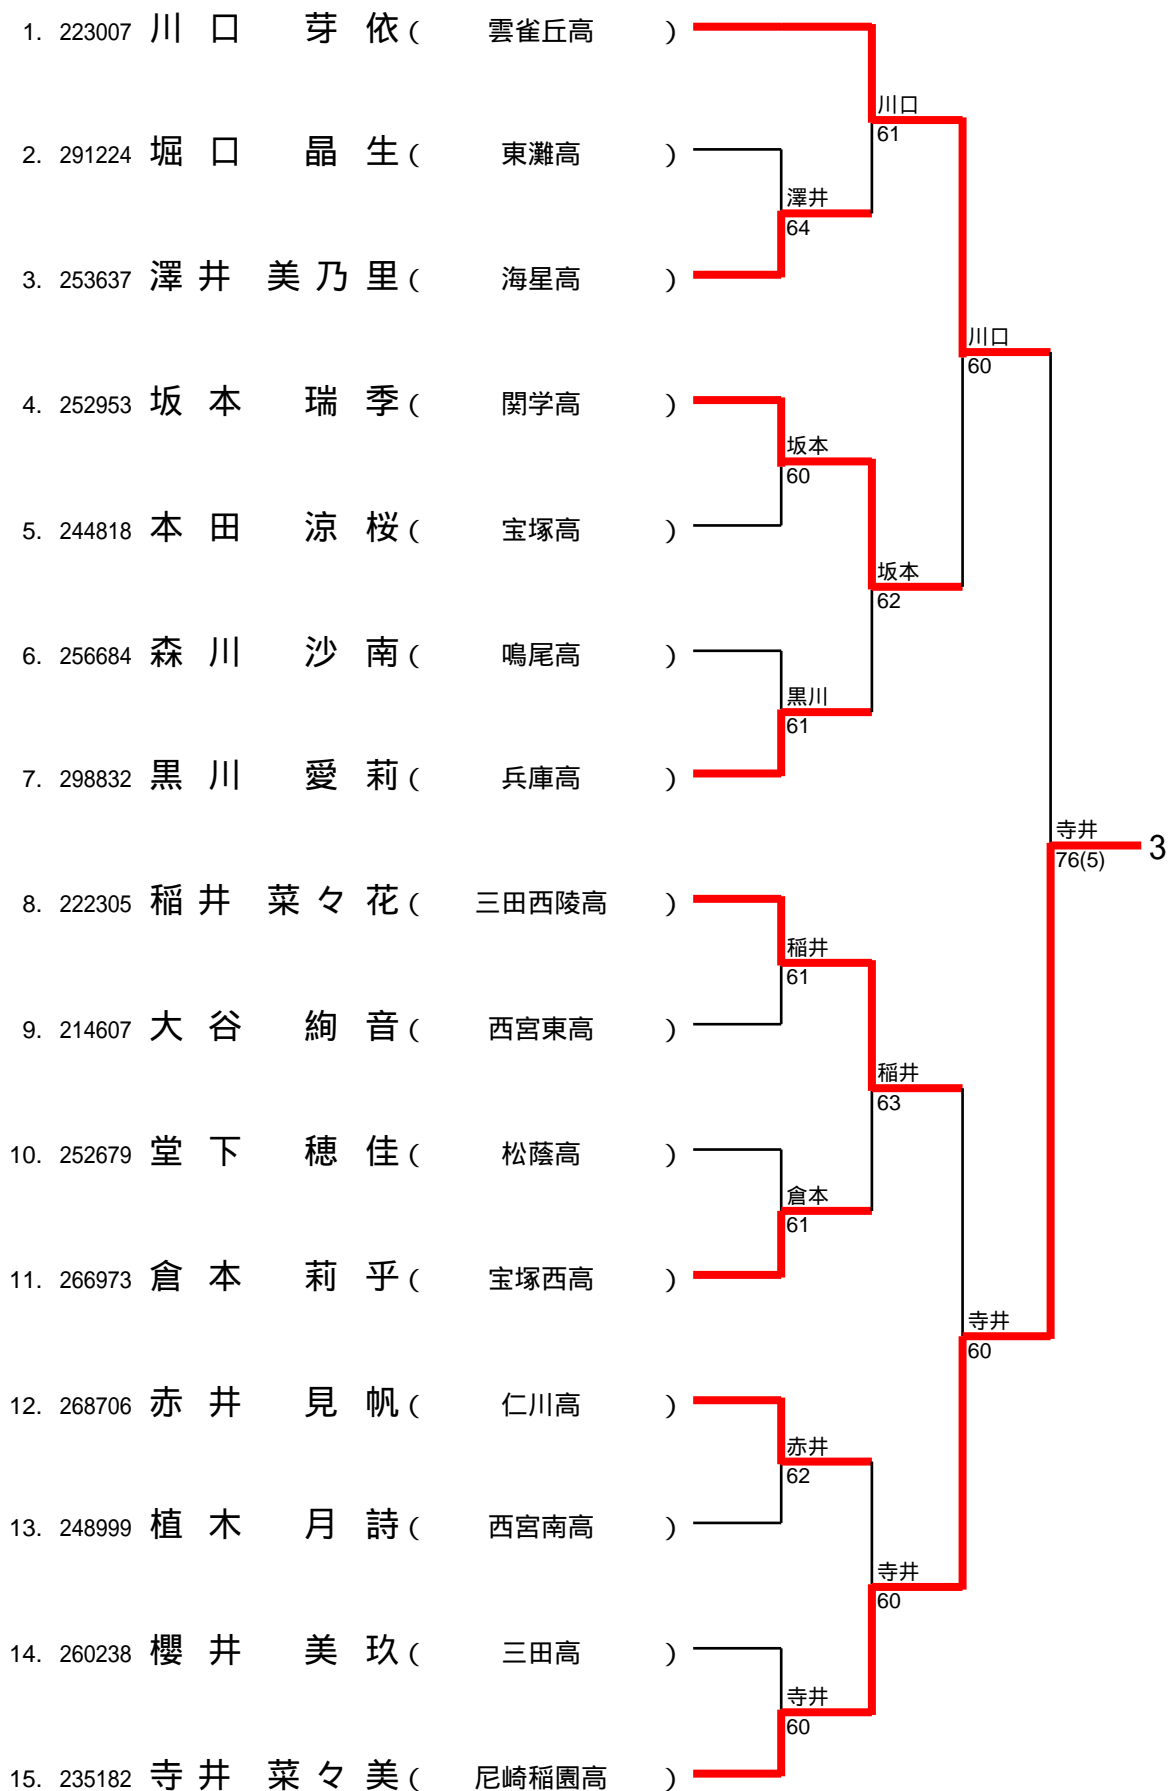 1. 223007 川口 芽依 ( 雲雀丘高 )
川口
61
2. 291224 堀口 晶生 ( 東灘高 )
澤井
64
3. 253637 澤井 美乃里 ( 海星高 )
川口
60
4. 252953 坂本 瑞季 ( 関学高 )
坂本
60
5. 244818 本田 涼桜 ( 宝塚高 )
坂本
62
6. 256684 森川 沙南 ( 鳴尾高 )
黒川
61
7. 298832 黒川 愛莉 ( 兵庫高 )
寺井
76(5)
3
8. 222305 稲井 菜々花 ( 三田西陵高 )
稲井
61
9. 214607 大谷 絢音 ( 西宮東高 )
稲井
63
10. 252679 堂下 穂佳 ( 松蔭高 )
倉本
61
11. 266973 倉本 莉乎 ( 宝塚西高 )
寺井
60
12. 268706 赤井 見帆 ( 仁川高 )
赤井
62
13. 248999 植木 月詩 ( 西宮南高 )
寺井
60
14. 260238 櫻井 美玖 ( 三田高 )
寺井
60
15. 235182 寺井 菜々美 ( 尼崎稲園高 )